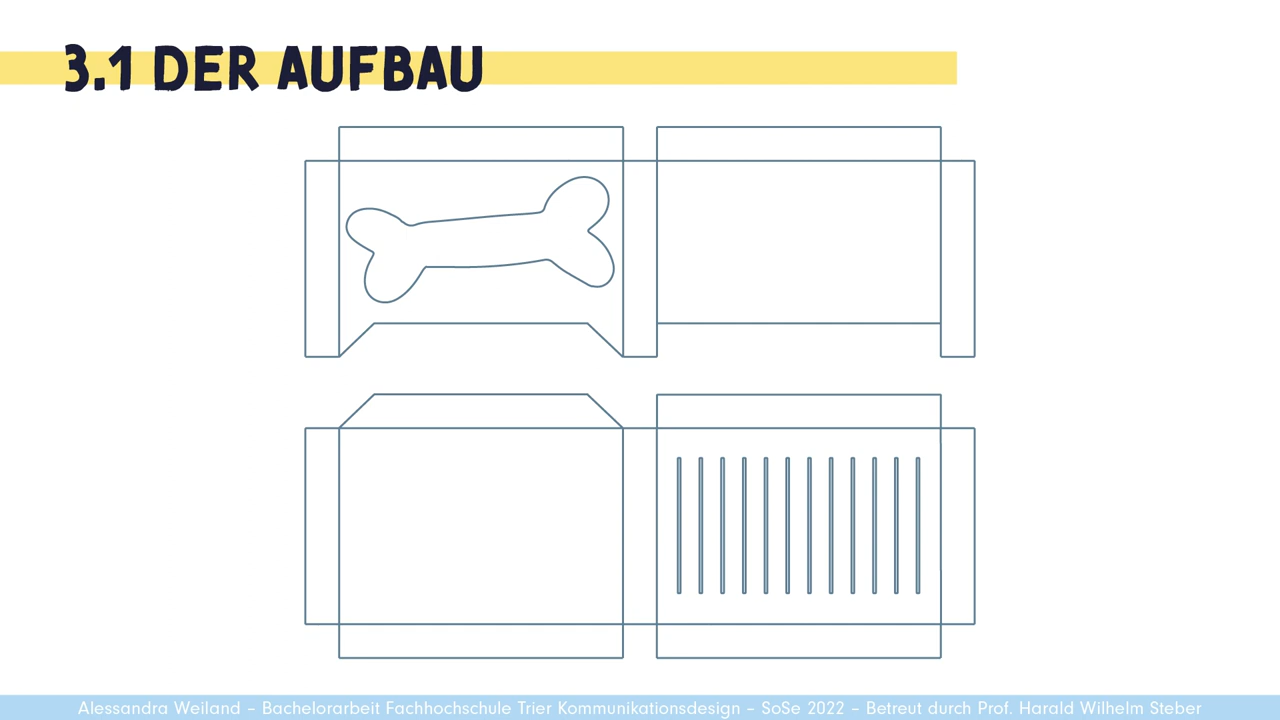 3.1 DER AUFBAU
Alessandra Weiland – Bachelorarbeit Fachhochschule Trier Kommunikationsdesign – SoSe 2022 – Betreut durch Prof. Harald Wilhelm Steber